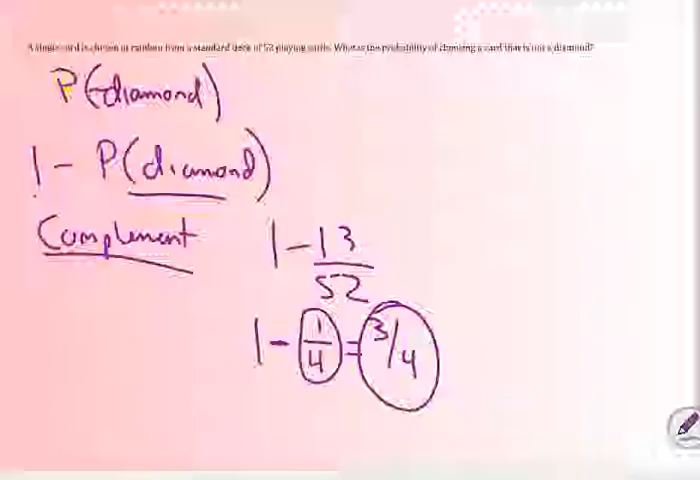 A single card is chosen at random from a standard deck of 52 playing cards. What is the probability of choosing a card that is not a diamond?
P(~diamond)
1 - P(diamond)
Complement
1 - 13/52
1 - 1/4 = 3/4